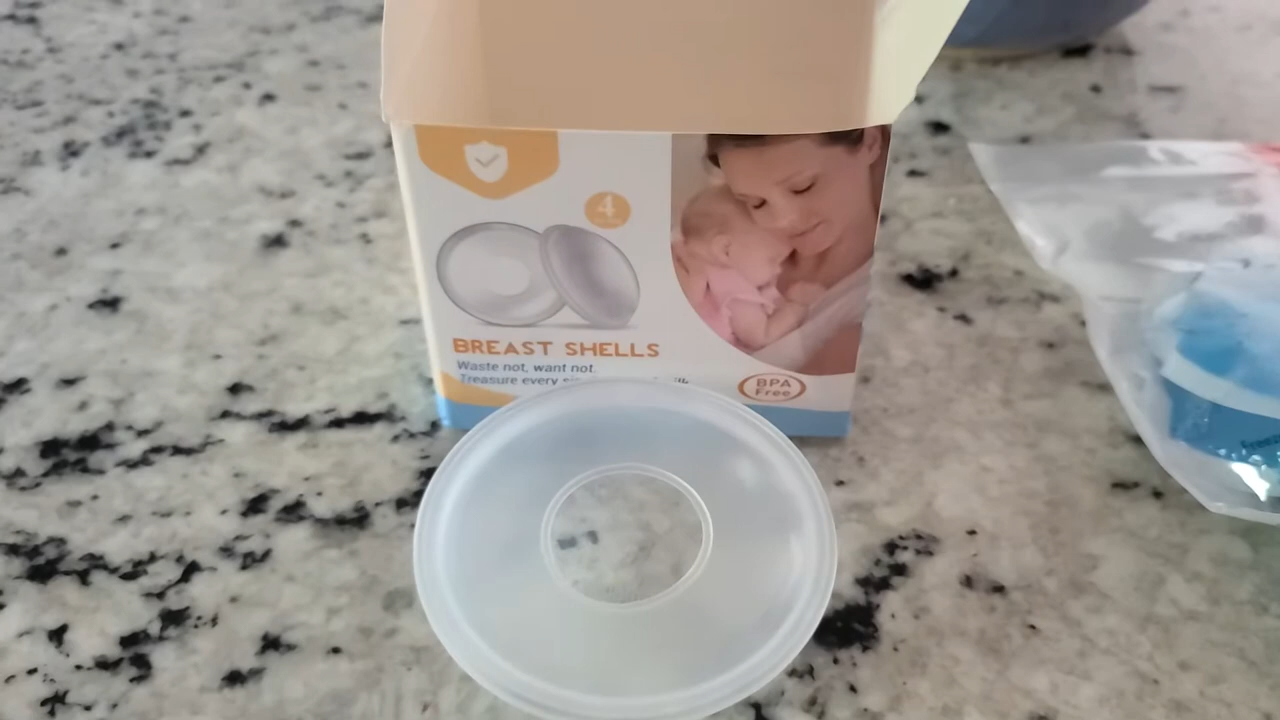 4
BREAST SHELLS
Waste not, want not.
Treasure every
BPA
Free